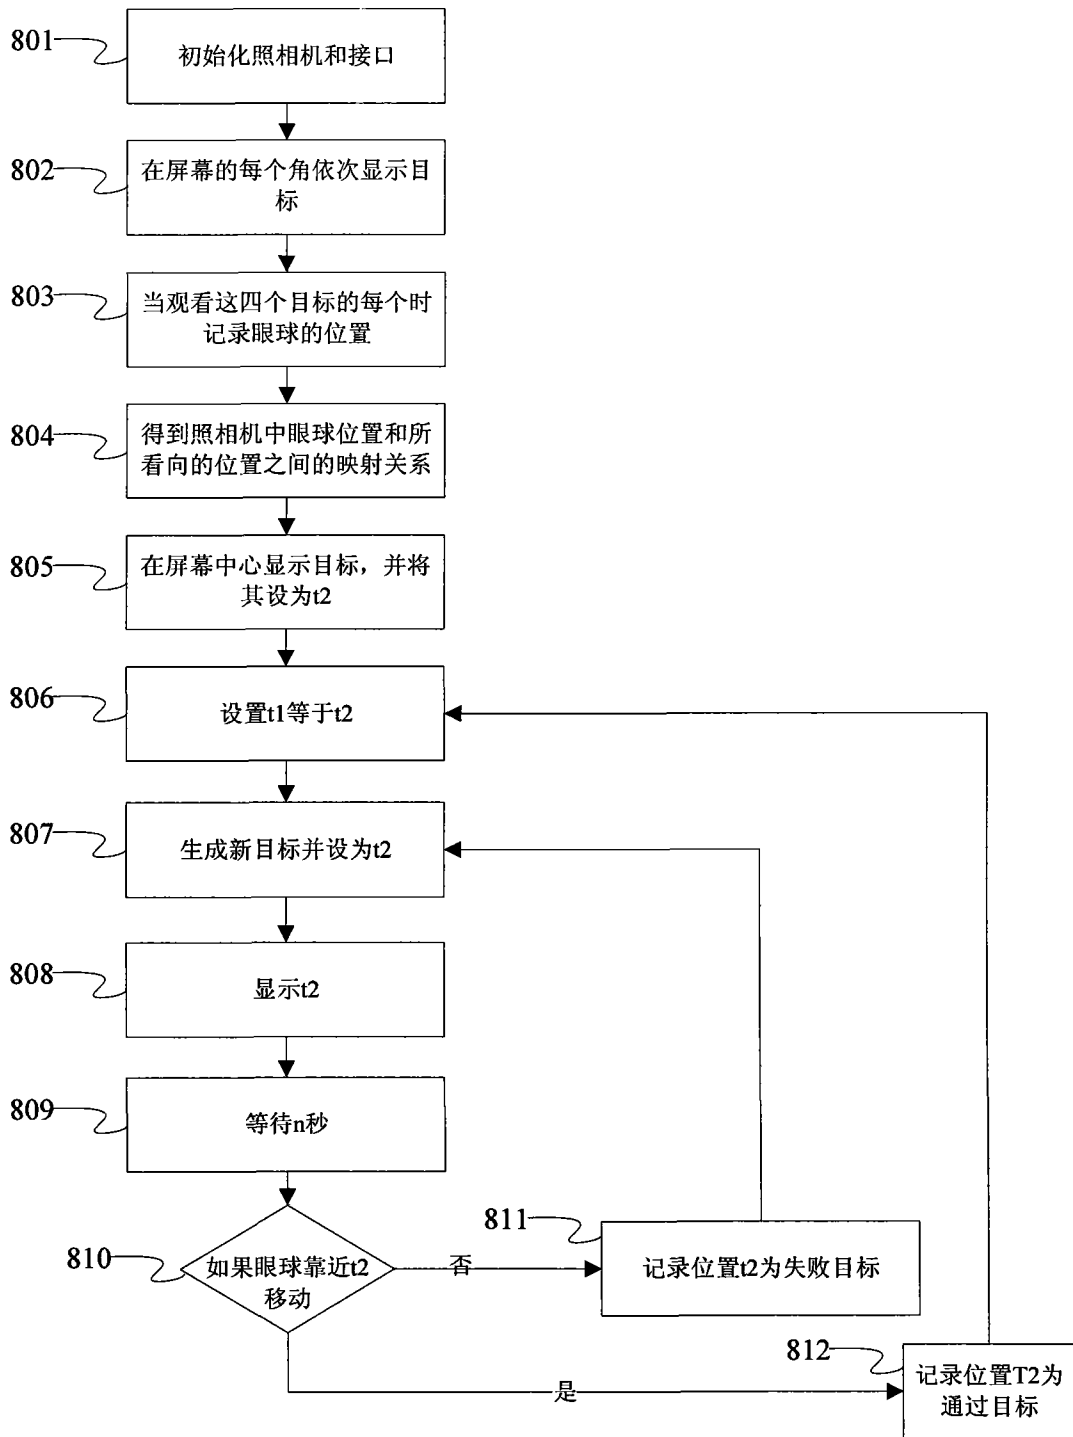 801
初始化照相机和接口
802
在屏幕的每个角依次显示目
标
803
当观看这四个目标的每个时
记录眼球的位置
804
得到照相机中眼球位置和所
看向的位置之间的映射关系
805
在屏幕中心显示目标，并将
其设为t2
806
设置t1等于t2
807
生成新目标并设为t2
808
显示t2
809
等待n秒
810
如果眼球靠近t2
移动
否
811
记录位置t2为失败目标
是
812
记录位置T2为
通过目标